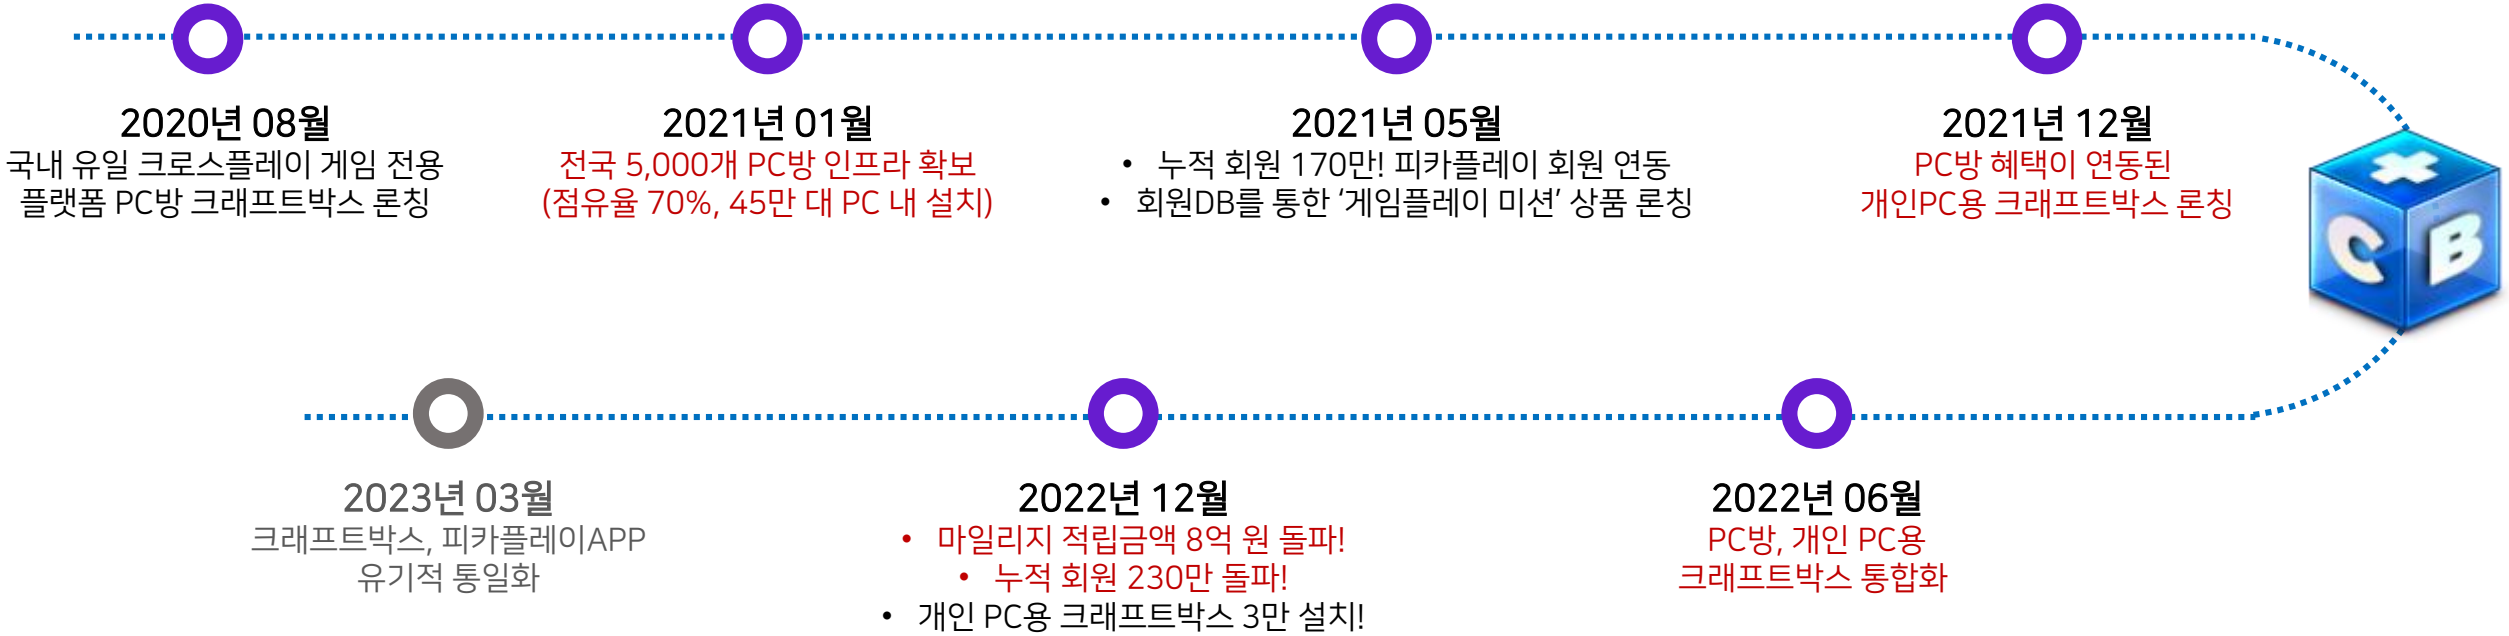 2020년 08월
국내 유일 크로스플레이 게임 전용
플랫폼 PC방 크래프트박스 론칭
2021년 01월
전국 5,000개 PC방 인프라 확보
(점유율 70%, 45만 대 PC 내 설치)
2021년 05월
• 누적 회원 170만! 피카플레이 회원 연동
• 회원DB를 통한 ‘게임플레이 미션’ 상품 론칭
2021년 12월
PC방 혜택이 연동된
개인PC용 크래프트박스 론칭
C B
2022년 06월
PC방, 개인 PC용
크래프트박스 통합화
2022년 12월
• 마일리지 적립금액 8억 원 돌파!
• 누적 회원 230만 돌파!
• 개인 PC용 크래프트박스 3만 설치!
2023년 03월
크래프트박스, 피카플레이APP
유기적 통일화